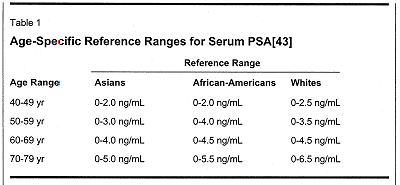 Table 1
Age-Specific Reference Ranges for Serum PSA[43]
Reference Range
Age Range Asians African-Americans Whites
40-49 yr 0-2.0 ng/mL 0-2.0 ng/mL 0-2.5 ng/mL
50-59 yr 0-3.0 ng/mL 0-4.0 ng/mL 0-3.5 ng/mL
60-69 yr 0-4.0 ng/mL 0-4.5 ng/mL 0-4.5 ng/mL
70-79 yr 0-5.0 ng/mL 0-5.5 ng/mL 0-6.5 ng/mL